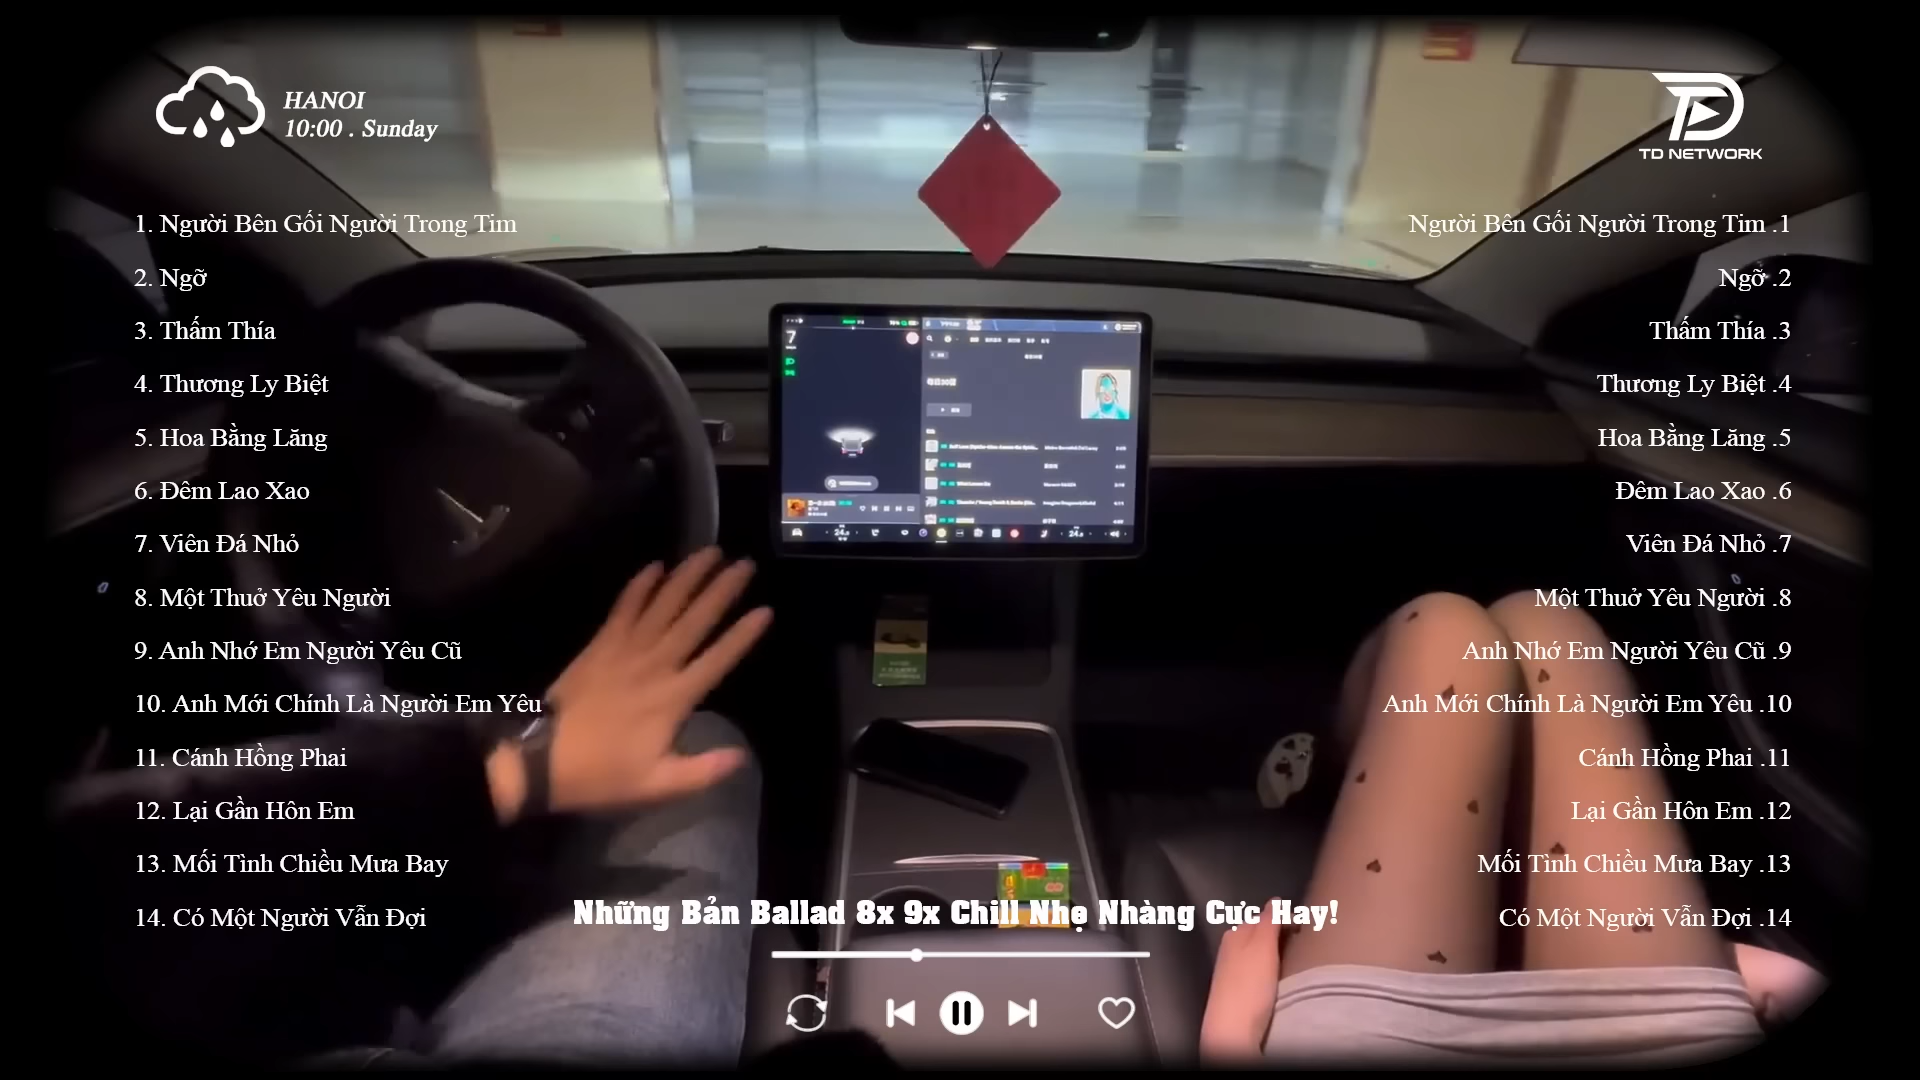 HANOI
10:00 . Sunday
TD NETWORK
1. Người Bên Gối Người Trong Tim
2. Ngỡ
3. Thấm Thía
4. Thương Ly Biệt
5. Hoa Bằng Lăng
6. Đêm Lao Xao
7. Viên Đá Nhỏ
8. Một Thuở Yêu Người
9. Anh Nhớ Em Người Yêu Cũ
10. Anh Mới Chính Là Người Em Yêu
11. Cánh Hồng Phai
12. Lại Gần Hôn Em
13. Mối Tình Chiều Mưa Bay
14. Có Một Người Vẫn Đợi
Người Bên Gối Người Trong Tim .1
Ngỡ .2
Thấm Thía .3
Thương Ly Biệt .4
Hoa Bằng Lăng .5
Đêm Lao Xao .6
Viên Đá Nhỏ .7
Một Thuở Yêu Người .8
Anh Nhớ Em Người Yêu Cũ .9
Anh Mới Chính Là Người Em Yêu .10
Cánh Hồng Phai .11
Lại Gần Hôn Em .12
Mối Tình Chiều Mưa Bay .13
Có Một Người Vẫn Đợi .14
7
Những Bản Ballad 8x 9x Chill Nhẹ Nhàng Cực Hay!